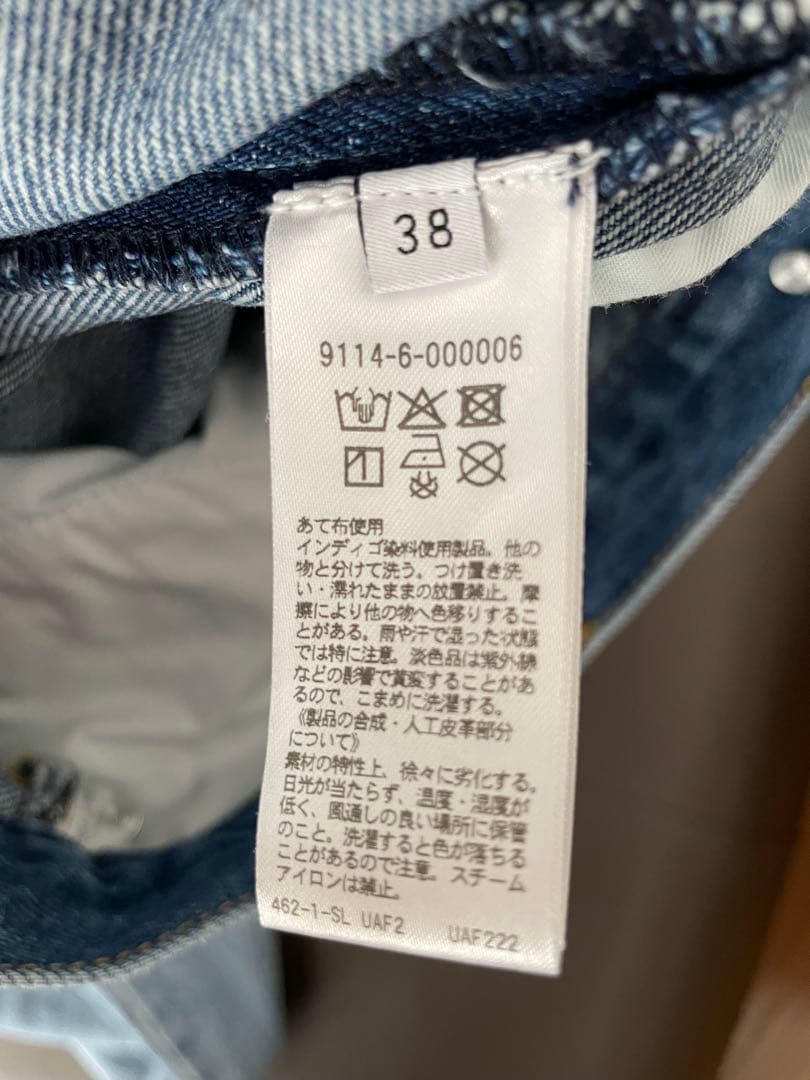 38
9114-6-000006
あて布使用
インディゴ染料使用製品。他の
物と分けて洗う。つけ置き洗
い・濡れたままの放置禁止。摩
擦により他の物へ色移りするこ
とがある。雨や汗で湿った状態
では特に注意。淡色品は紫外線
などの影響で黄変することがあ
るので、こまめに洗濯する。
《製品の合成・人工皮革部分
について》
素材の特性上、徐々に劣化する。
日光が当たらず、温度・湿度が
低く、風通しの良い場所に保管
のこと。洗濯すると色が落ちる
ことがあるので注意。スチーム
アイロンは禁止。
462-1-SL UAF2 UAF222